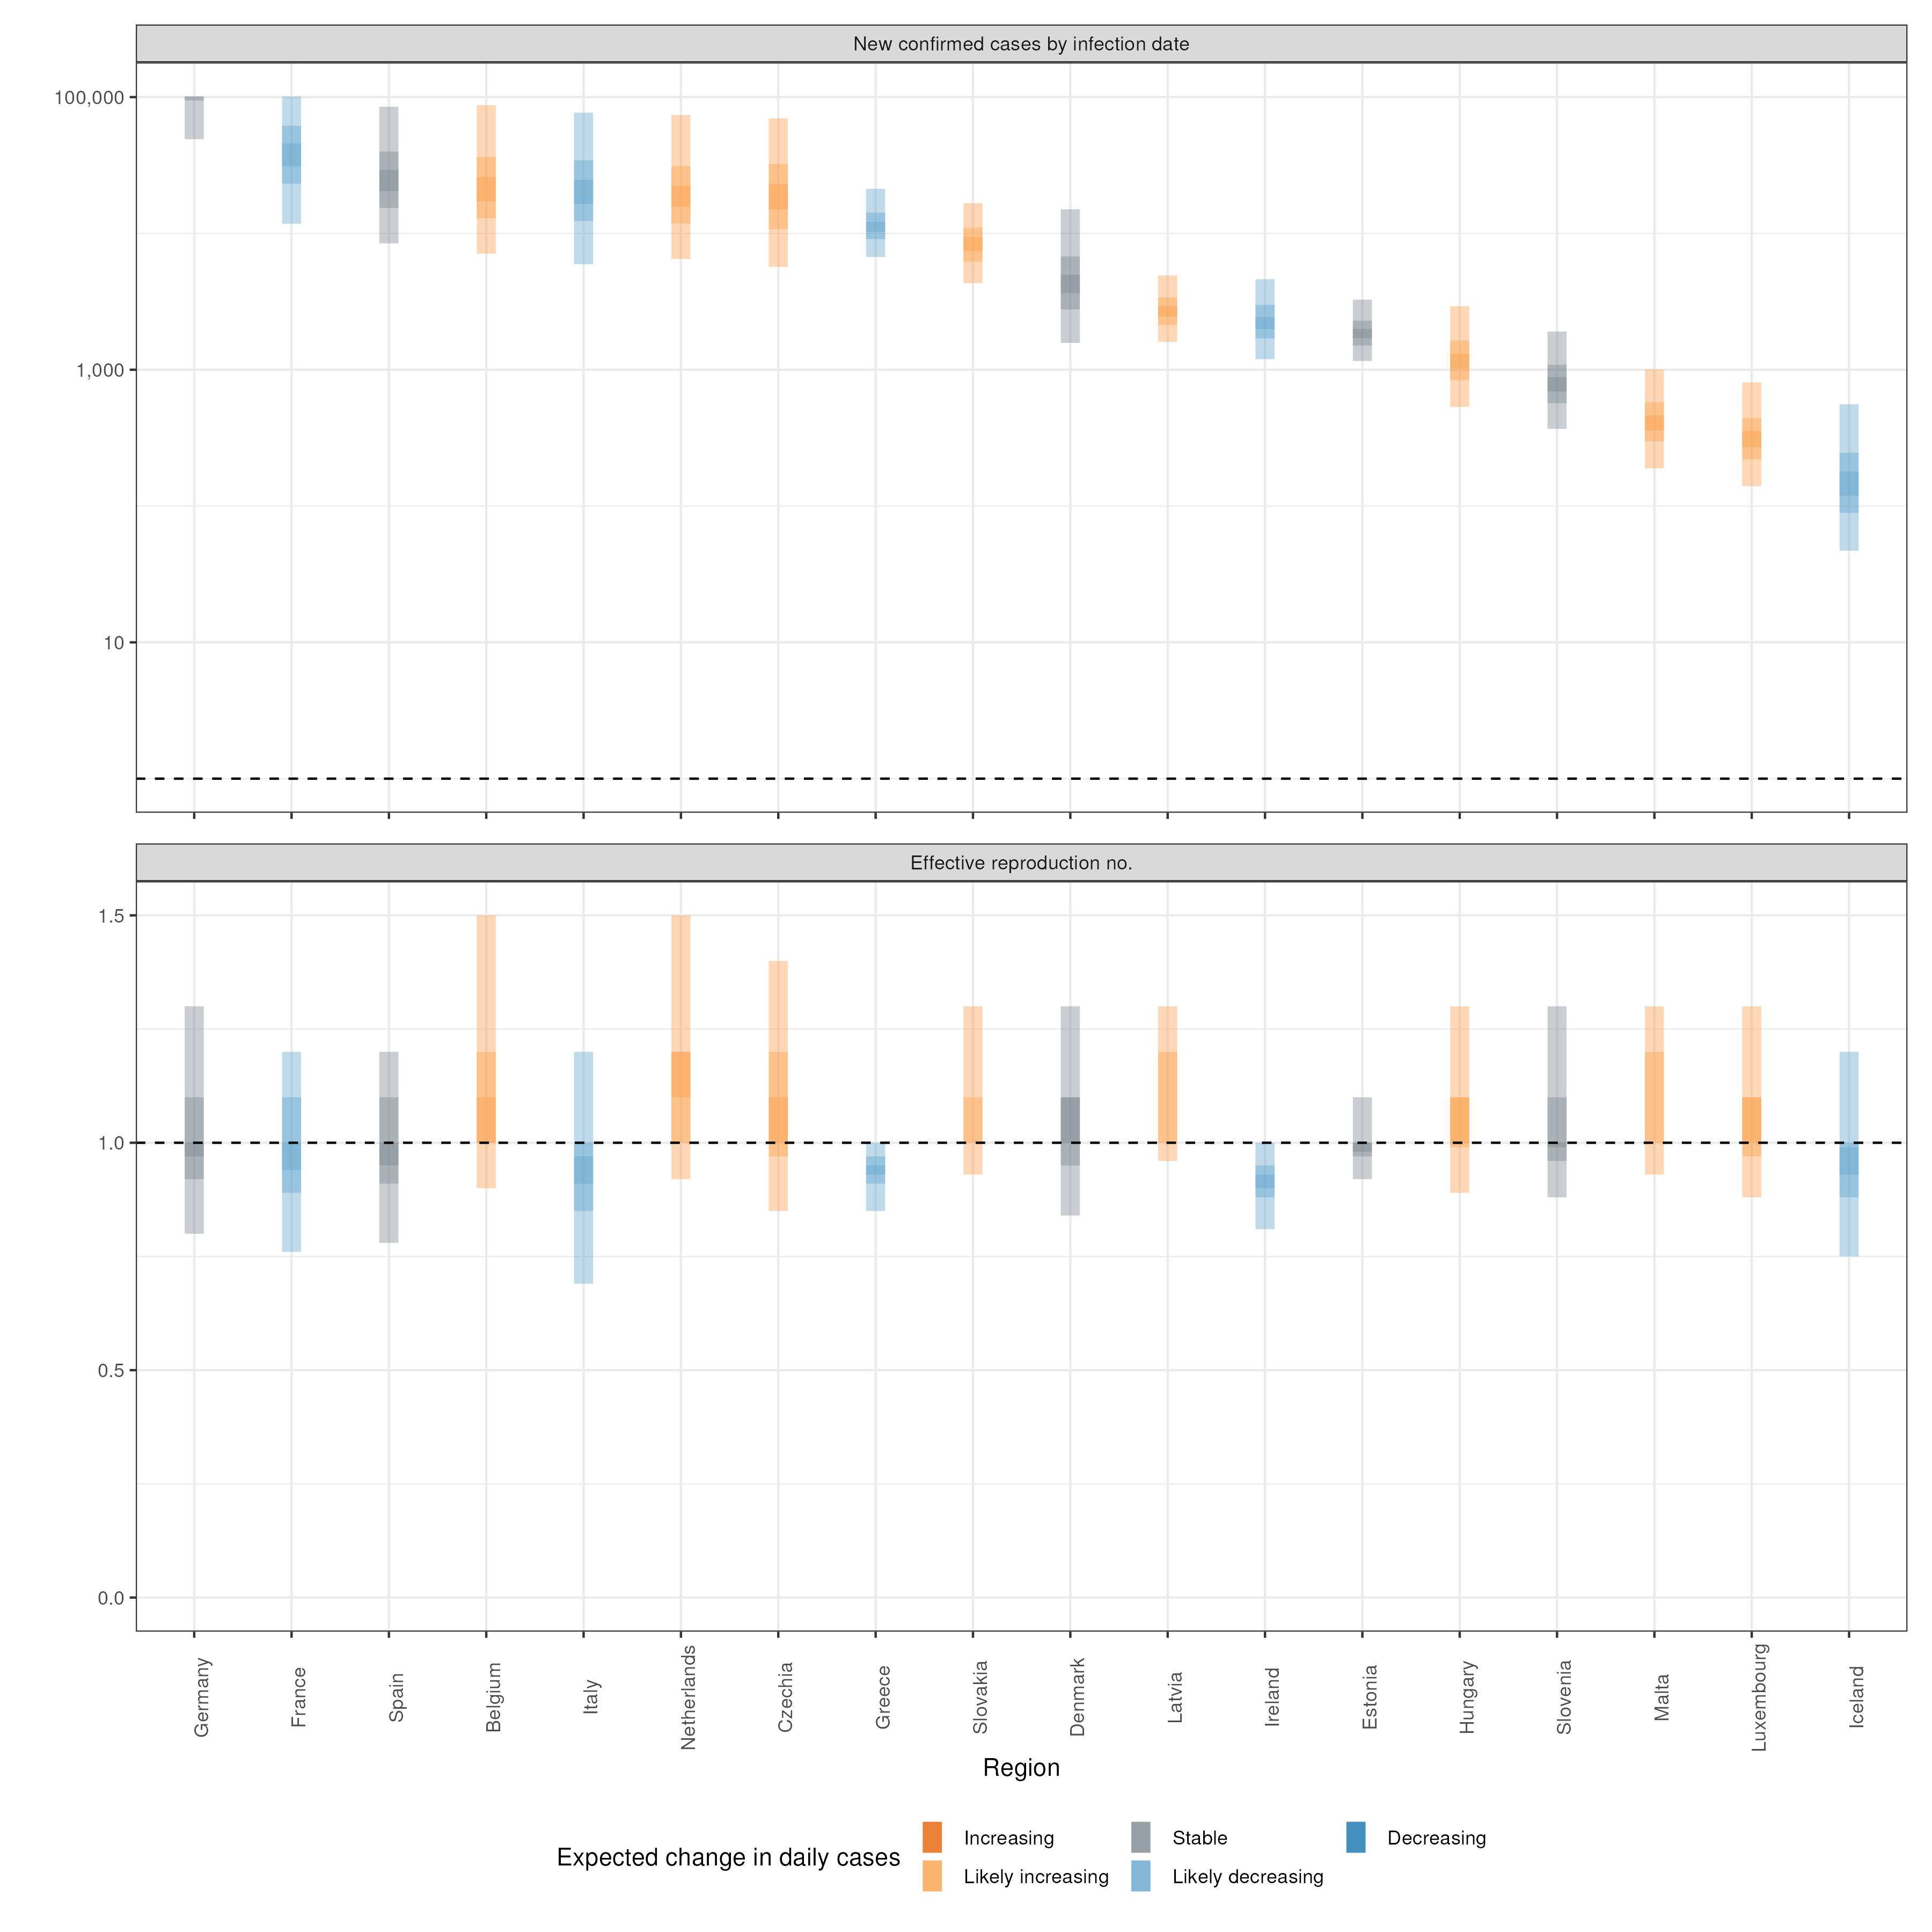 New confirmed cases by infection date
100,000
1,000
10
Effective reproduction no.
1.5
1.0
0.5
0.0
Germany
France
Spain
Belgium
Italy
Netherlands
Czechia
Greece
Slovakia
Denmark
Latvia
Ireland
Estonia
Hungary
Slovenia
Malta
Luxembourg
Iceland
Region
Expected change in daily cases
Increasing
Stable
Decreasing
Likely increasing
Likely decreasing